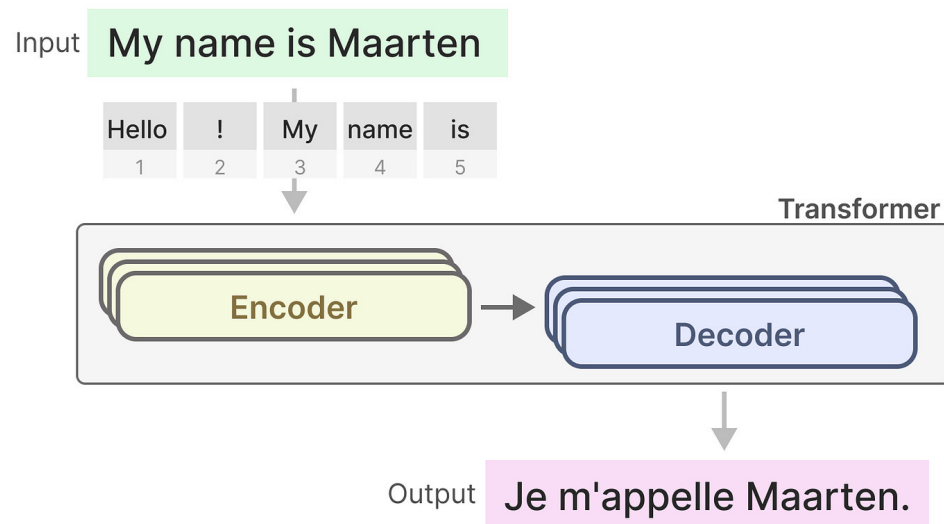 Input My name is Maarten
Hello ! My name is
1 2 3 4 5
Transformer
Encoder
Decoder
Output Je m'appelle Maarten.